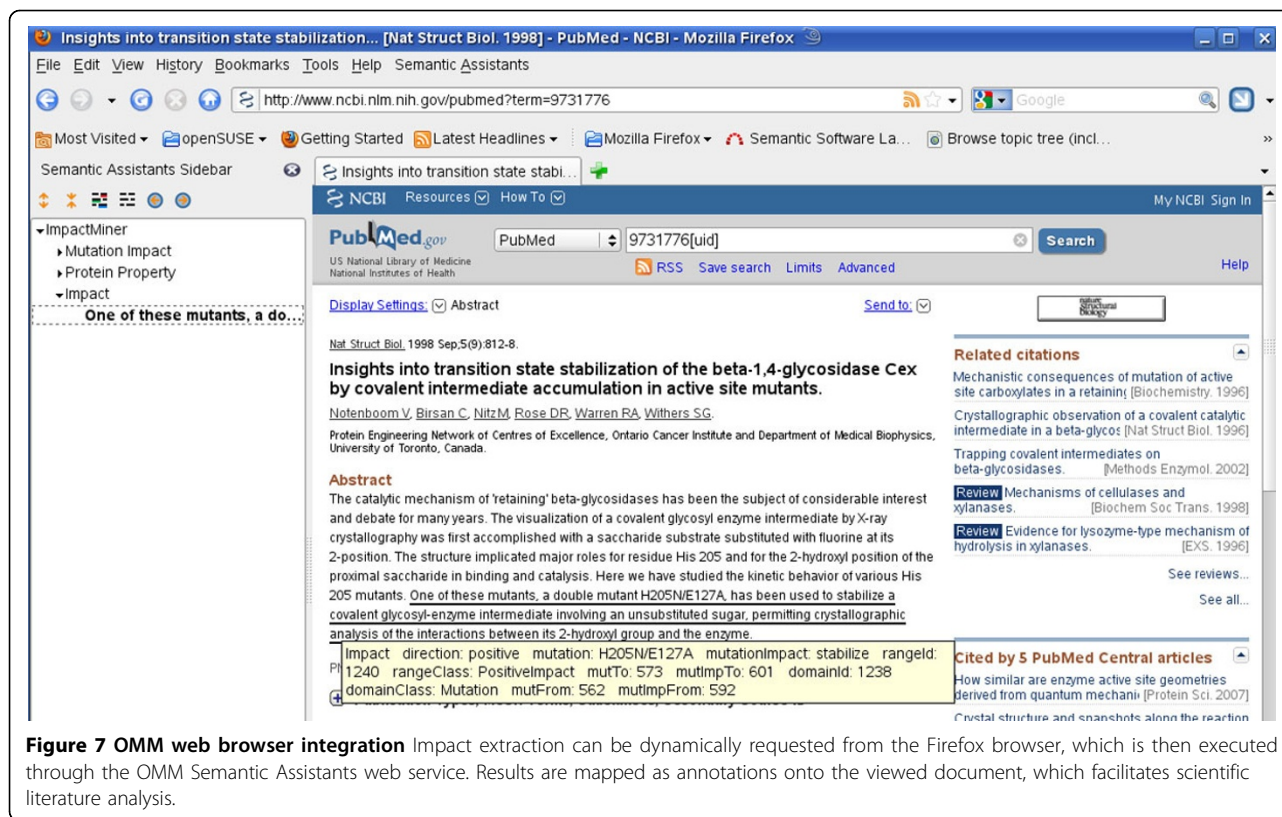 Insights into transition state stabilization... [Nat Struct Biol. 1998] - PubMed - NCBI - Mozilla Firefox
File Edit View History Bookmarks Tools Help Semantic Assistants
http://www.ncbi.nlm.nih.gov/pubmed?term=9731776 Google
Most Visited openSUSE Getting Started Latest Headlines Mozilla Firefox Semantic Software La... Browse topic tree (incl... »
Semantic Assistants Sidebar
Insights into transition state stabi...
ImpactMiner
Mutation Impact
Protein Property
Impact
One of these mutants, a do...
NCBI Resources How To My NCBI Sign In
PubMed.gov
US National Library of Medicine
National Institutes of Health
PubMed 9731776[uid] Search
RSS Save search Limits Advanced Help
Display Settings: Abstract Send to:
Nat Struct Biol. 1998 Sep;5(9):812-8.
Insights into transition state stabilization of the beta-1,4-glycosidase Cex
by covalent intermediate accumulation in active site mutants.
Notenboom V, Birsan C, Nitz M, Rose DR, Warren RA, Withers SG.
Protein Engineering Network of Centres of Excellence, Ontario Cancer Institute and Department of Medical Biophysics,
University of Toronto, Canada.
Abstract
The catalytic mechanism of 'retaining' beta-glycosidases has been the subject of considerable interest
and debate for many years. The visualization of a covalent glycosyl enzyme intermediate by X-ray
crystallography was first accomplished with a saccharide substrate substituted with fluorine at its
2-position. The structure implicated major roles for residue His 205 and for the 2-hydroxyl position of the
proximal saccharide in binding and catalysis. Here we have studied the kinetic behavior of various His
205 mutants. One of these mutants, a double mutant H205N/E127A, has been used to stabilize a
covalent glycosyl-enzyme intermediate involving an unsubstituted sugar, permitting crystallographic
analysis of the interactions between its 2-hydroxyl group and the enzyme.
Impact direction: positive mutation: H205N/E127A mutationImpact: stabilize rangeId:
1240 rangeClass: PositiveImpact mutTo: 573 mutImpTo: 601 domainId: 1238
domainClass: Mutation mutFrom: 562 mutImpFrom: 592
nature
structural
biology
Related citations
Mechanistic consequences of mutation of active
site carboxylates in a retaining [Biochemistry. 1996]
Crystallographic observation of a covalent catalytic
intermediate in a beta-glycos [Nat Struct Biol. 1996]
Trapping covalent intermediates on
beta-glycosidases. [Methods Enzymol. 2002]
Review Mechanisms of cellulases and
xylanases. [Biochem Soc Trans. 1998]
Review Evidence for lysozyme-type mechanism of
hydrolysis in xylanases. [EXS. 1996]
See reviews...
See all...
Cited by 5 PubMed Central articles
How similar are enzyme active site geometries
derived from quantum mechani [Protein Sci. 2007]
Crystal structure and snapshots along the reaction
Figure 7 OMM web browser integration Impact extraction can be dynamically requested from the Firefox browser, which is then executed
through the OMM Semantic Assistants web service. Results are mapped as annotations onto the viewed document, which facilitates scientific
literature analysis.